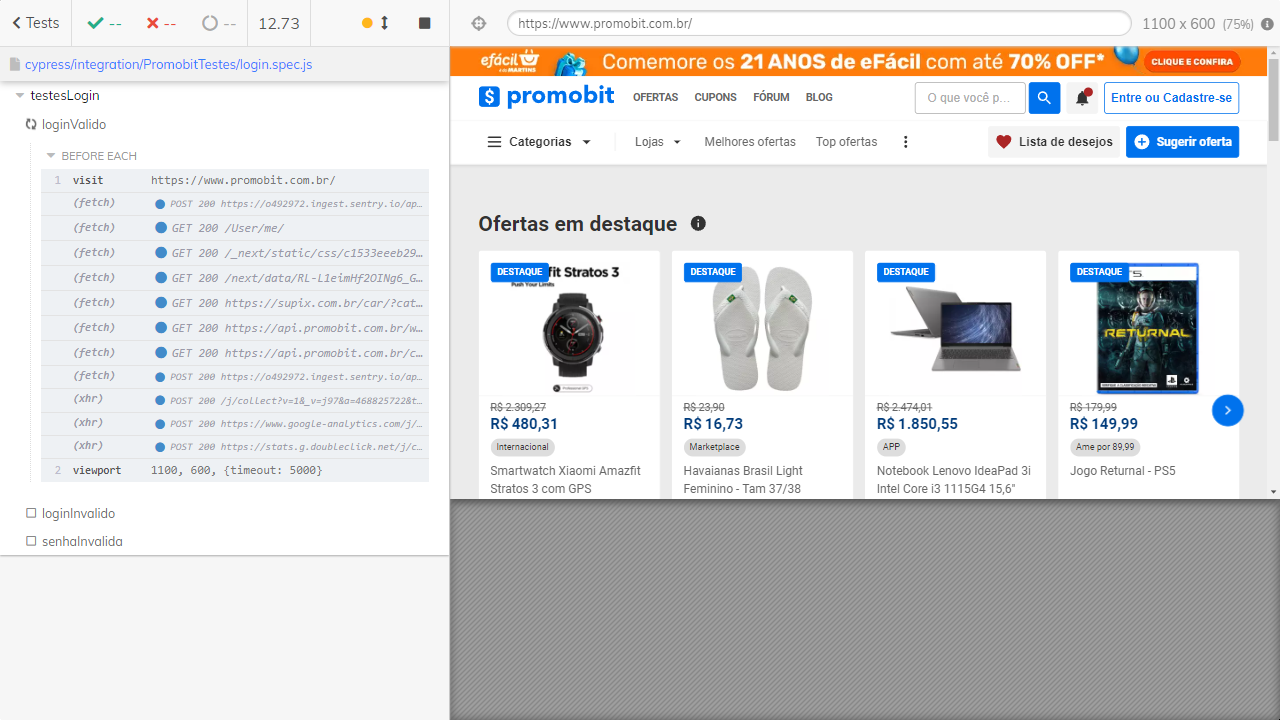 Tests
--
--
--
12.73
https://www.promobit.com.br/
1100 x 600 (75%)
cypress/integration/PromobitTestes/login.spec.js
testesLogin
loginValido
BEFORE EACH
1 visit https://www.promobit.com.br/
(fetch) POST 200 https://o492972.ingest.sentry.io/ap…
(fetch) GET 200 /User/me/
(fetch) GET 200 /_next/static/css/c1533eeeb29…
(fetch) GET 200 /next/data/RL-L1eimHf2OINg6_G…
(fetch) GET 200 https://supix.com.br/car/?cat…
(fetch) GET 200 https://api.promobit.com.br/w…
(fetch) GET 200 https://api.promobit.com.br/c…
(fetch) POST 200 https://o492972.ingest.sentry.io/ap…
(xhr) POST 200 /j/collect?v=1&_v=j97&a=468825722&t…
(xhr) POST 200 https://www.google-analytics.com/j/…
(xhr) POST 200 https://stats.g.doubleclick.net/j/c…
2 viewport 1100, 600, {timeout: 5000}
loginInvalido
senhaInvalida
efácil Comemore os 21 ANOS de eFácil com até 70% OFF* CLIQUE E CONFIRA
promobit OFERTAS CUPONS FÓRUM BLOG O que você p... Entre ou Cadastre-se
Categorias Lojas Melhores ofertas Top ofertas Lista de desejos Sugerir oferta
Ofertas em destaque
DESTAQUE
fit Stratos 3
Push Your Limits
R$ 2.309,27
R$ 480,31
Internacional
Smartwatch Xiaomi Amazfit
Stratos 3 com GPS
DESTAQUE
R$ 23,90
R$ 16,73
Marketplace
Havaianas Brasil Light
Feminino - Tam 37/38
DESTAQUE
R$ 2.474,01
R$ 1.850,55
APP
Notebook Lenovo IdeaPad 3i
Intel Core i3 1115G4 15,6"
DESTAQUE
RETURNAL
R$ 179,99
R$ 149,99
Ame por 89,99
Jogo Returnal - PS5